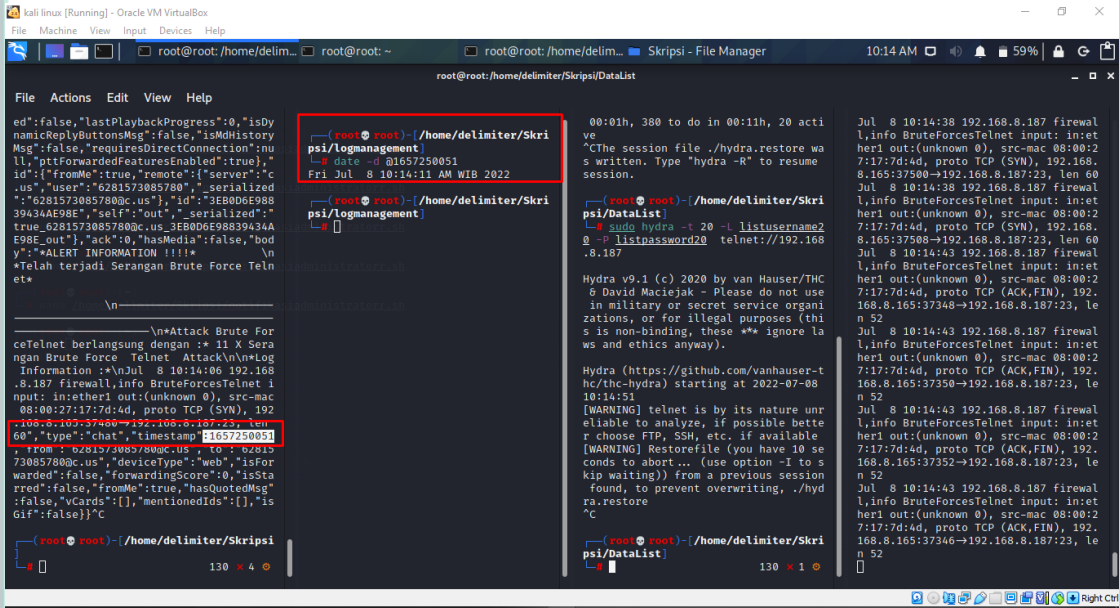 kali linux [Running] - Oracle VM VirtualBox
File Machine View Input Devices Help
root@root: /home/delim... root@root: ~ root@root: /home/delim... Skripsi - File Manager 10:14 AM 59%
root@root: /home/delimiter/Skripsi/DataList
File Actions Edit View Help
ed":false,"lastPlaybackProgress":0,"isDy
namicReplyButtonsMsg":false,"isMdHistory
Msg":false,"requiresDirectConnection":nu
ll,"pttForwardedFeaturesEnabled":true},"
id":{"fromMe":true,"remote":{"server":"c
.us","user":"6281573085780","_serialized
":"6281573085780@c.us"},"id":"3EB0D6E988
39434AE98E","self":"out","_serialized":"
true_6281573085780@c.us_3EB0D6E98839434A
E98E_out"},"ack":0,"hasMedia":false,"bod
y":"*ALERT INFORMATION !!!!* \n
*Telah terjadi Serangan Brute Force Teln
et*
\n
\n*Attack Brute For
ceTelnet berlangsung dengan :* 11 X Sera
ngan Brute Force Telnet Attack\n\n*Log
Information :*\nJul 8 10:14:06 192.168
.8.187 firewall,info BruteForcesTelnet i
nput: in:ether1 out:(unknown 0), src-mac
08:00:27:17:7d:4d, proto TCP (SYN), 192
.168.8.165:37480→192.168.8.187:23, len
60","type":"chat","timestamp":1657250051
,"from":"6281573085780@c.us","to":"62815
73085780@c.us","deviceType":"web","isFor
warded":false,"forwardingScore":0,"isSta
rred":false,"fromMe":true,"hasQuotedMsg"
:false,"vCards":[],"mentionedIds":[],"is
Gif":false}}^C
(root root)-[/home/delimiter/Skripsi
]
# 130 × 4
(root root)-[/home/delimiter/Skri
psi/logmanagement]
# date -d @1657250051
Fri Jul 8 10:14:11 AM WIB 2022
(root root)-[/home/delimiter/Skri
psi/logmanagement]
#
00:01h, 380 to do in 00:11h, 20 acti
ve
^CThe session file ./hydra.restore wa
s written. Type "hydra -R" to resume
session.
(root root)-[/home/delimiter/Skri
psi/DataList]
# sudo hydra -t 20 -L listusername2
0 -P listpassword20 telnet://192.168
.8.187
Hydra v9.1 (c) 2020 by van Hauser/THC
& David Maciejak - Please do not use
in military or secret service organi
zations, or for illegal purposes (thi
s is non-binding, these *** ignore la
ws and ethics anyway).
Hydra (https://github.com/vanhauser-t
hc/thc-hydra) starting at 2022-07-08
10:14:51
[WARNING] telnet is by its nature unr
eliable to analyze, if possible bette
r choose FTP, SSH, etc. if available
[WARNING] Restorefile (you have 10 se
conds to abort... (use option -I to s
kip waiting)) from a previous session
found, to prevent overwriting, ./hyd
ra.restore
^C
(root root)-[/home/delimiter/Skri
psi/DataList]
# 130 × 1
Jul 8 10:14:38 192.168.8.187 firewal
l,info BruteForcesTelnet input: in:et
her1 out:(unknown 0), src-mac 08:00:2
7:17:7d:4d, proto TCP (SYN), 192.168.
8.165:37500→192.168.8.187:23, len 60
Jul 8 10:14:38 192.168.8.187 firewal
l,info BruteForcesTelnet input: in:et
her1 out:(unknown 0), src-mac 08:00:2
7:17:7d:4d, proto TCP (SYN), 192.168.
8.165:37508→192.168.8.187:23, len 60
Jul 8 10:14:43 192.168.8.187 firewal
l,info BruteForcesTelnet input: in:et
her1 out:(unknown 0), src-mac 08:00:2
7:17:7d:4d, proto TCP (ACK,FIN), 192.
168.8.165:37348→192.168.8.187:23, le
n 52
Jul 8 10:14:43 192.168.8.187 firewal
l,info BruteForcesTelnet input: in:et
her1 out:(unknown 0), src-mac 08:00:2
7:17:7d:4d, proto TCP (ACK,FIN), 192.
168.8.165:37350→192.168.8.187:23, le
n 52
Jul 8 10:14:43 192.168.8.187 firewal
l,info BruteForcesTelnet input: in:et
her1 out:(unknown 0), src-mac 08:00:2
7:17:7d:4d, proto TCP (ACK,FIN), 192.
168.8.165:37352→192.168.8.187:23, le
n 52
Jul 8 10:14:43 192.168.8.187 firewal
l,info BruteForcesTelnet input: in:et
her1 out:(unknown 0), src-mac 08:00:2
7:17:7d:4d, proto TCP (ACK,FIN), 192.
168.8.165:37346→192.168.8.187:23, le
n 52
Right Ctrl